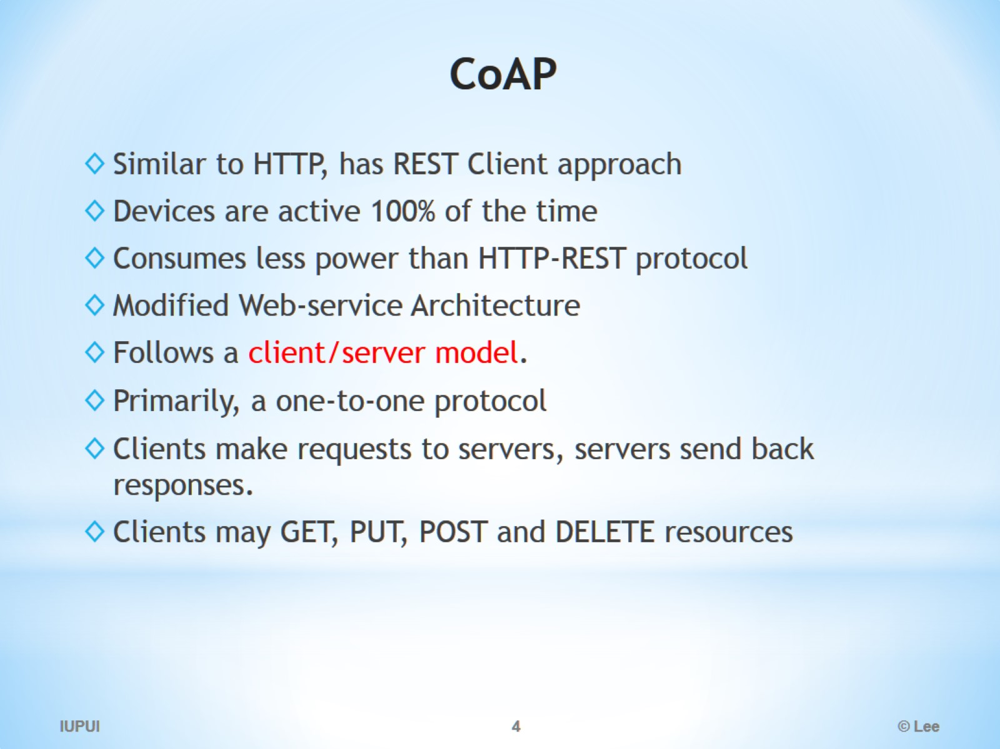 CoAP
◇ Similar to HTTP, has REST Client approach
◇ Devices are active 100% of the time
◇ Consumes less power than HTTP-REST protocol
◇ Modified Web-service Architecture
◇ Follows a client/server model.
◇ Primarily, a one-to-one protocol
◇ Clients make requests to servers, servers send back
responses.
◇ Clients may GET, PUT, POST and DELETE resources
IUPUI 4 © Lee